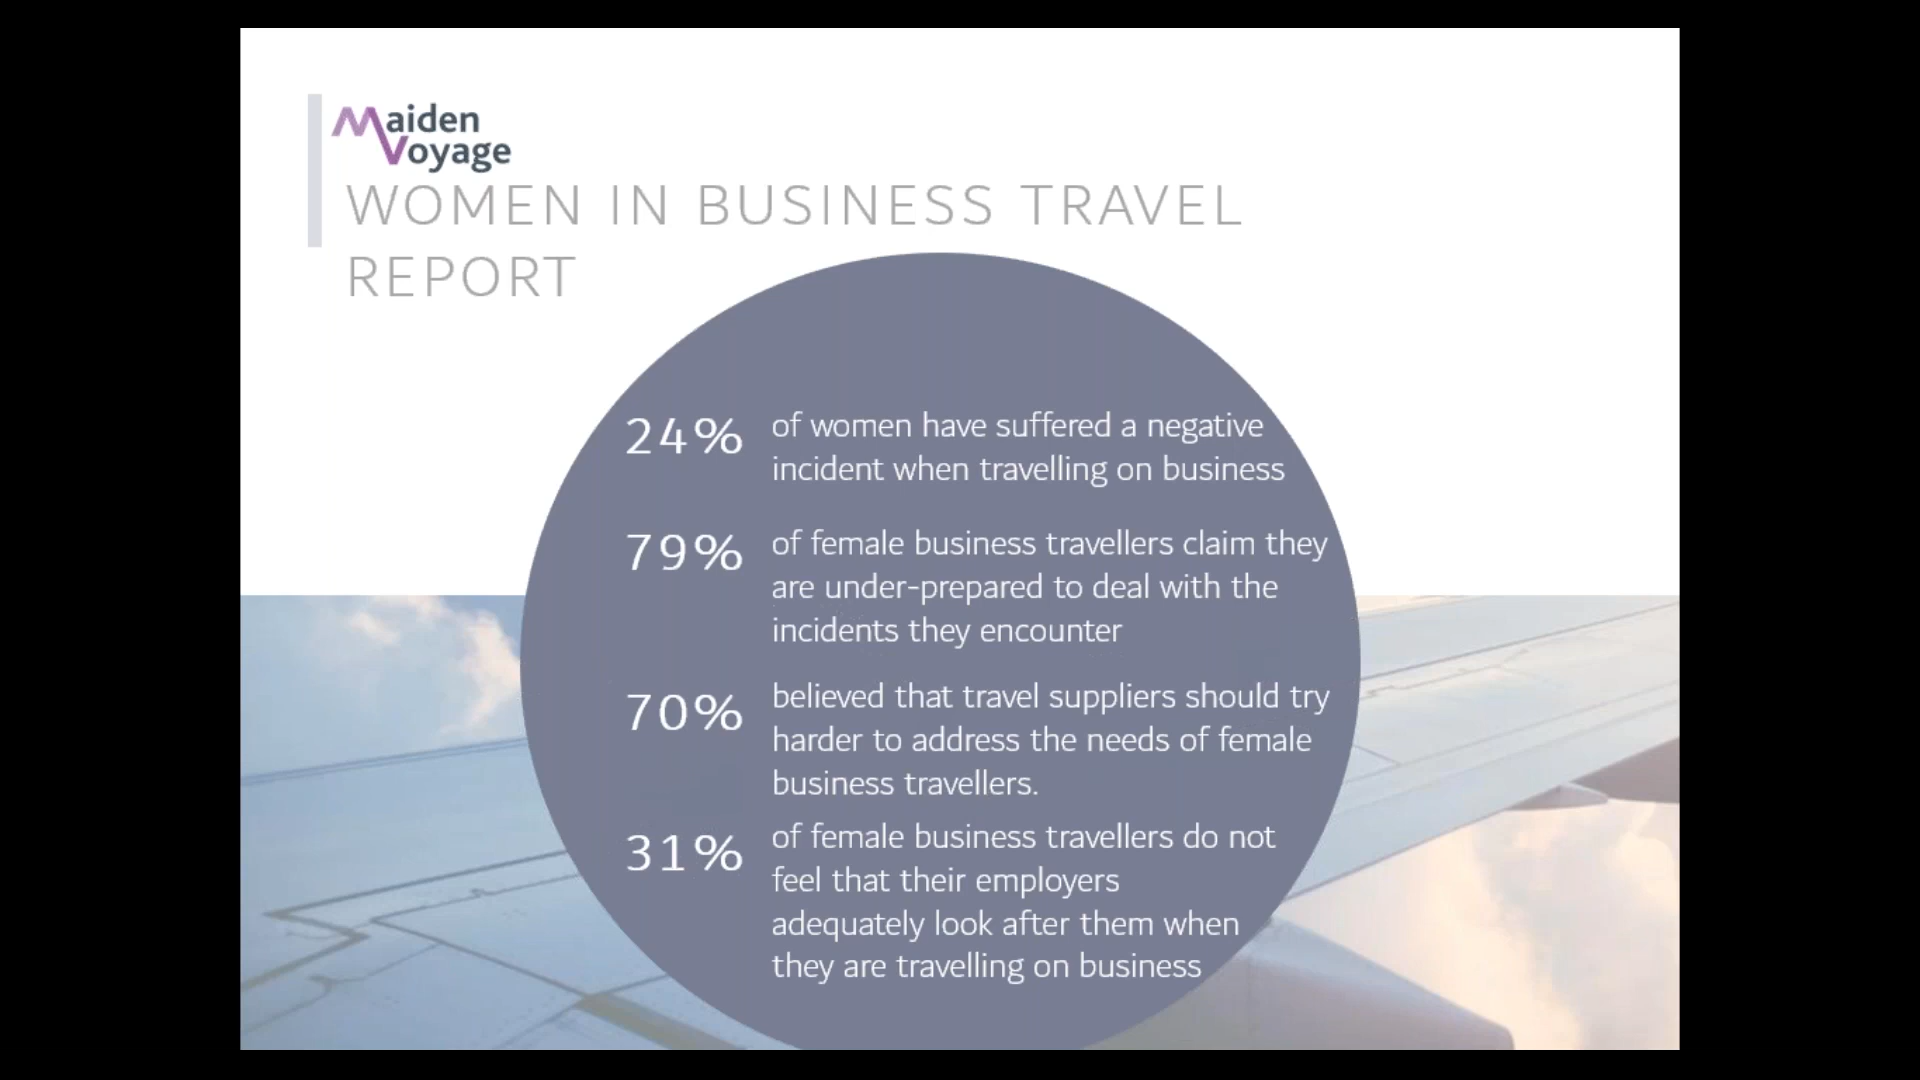 Maiden
Voyage
WOMEN IN BUSINESS TRAVEL
REPORT
24% of women have suffered a negative
incident when travelling on business
79% of female business travellers claim they
are under-prepared to deal with the
incidents they encounter
70% believed that travel suppliers should try
harder to address the needs of female
business travellers.
31% of female business travellers do not
feel that their employers
adequately look after them when
they are travelling on business